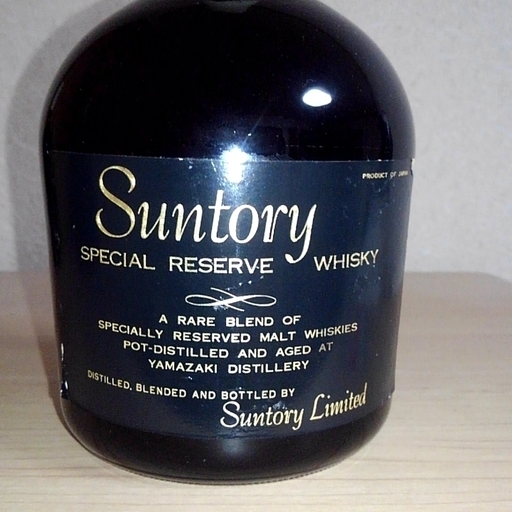 PRODUCT OF JAPAN
Suntory
SPECIAL RESERVE WHISKY
A RARE BLEND OF
SPECIALLY RESERVED MALT WHISKIES
POT-DISTILLED AND AGED AT
YAMAZAKI DISTILLERY
DISTILLED, BLENDED AND BOTTLED BY
Suntory Limited